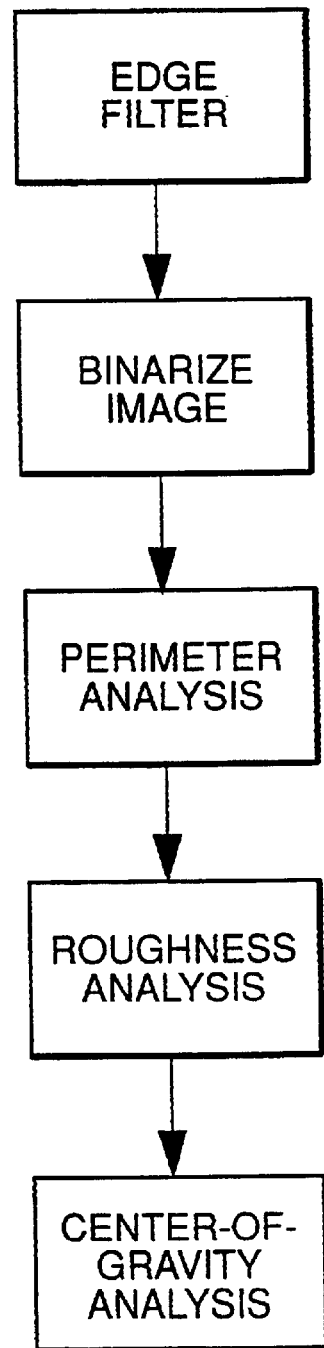 EDGE
FILTER
BINARIZE
IMAGE
PERIMETER
ANALYSIS
ROUGHNESS
ANALYSIS
CENTER-OF-
GRAVITY
ANALYSIS